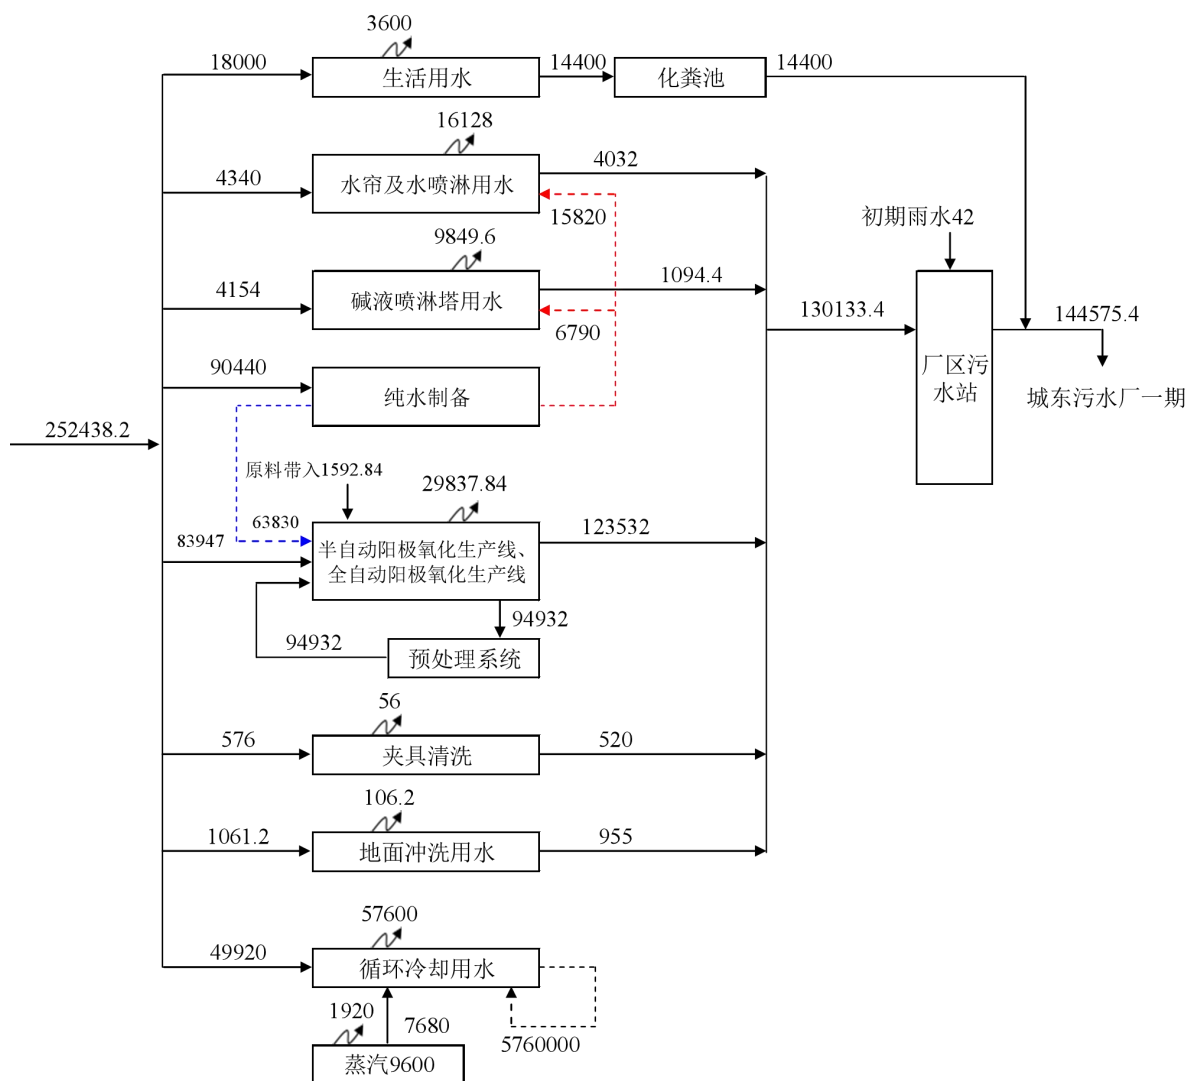 3600
18000
生活用水
14400
化粪池
14400
16128
4340
水帘及水喷淋用水
4032
15820
初期雨水42
9849.6
4154
碱液喷淋塔用水
1094.4
6790
130133.4
144575.4
厂区污
水站
城东污水厂一期
90440
纯水制备
252438.2
原料带入1592.84
29837.84
63830
83947
半自动阳极氧化生产线、
全自动阳极氧化生产线
123532
94932
94932
预处理系统
56
576
夹具清洗
520
106.2
1061.2
地面冲洗用水
955
57600
49920
循环冷却用水
1920
7680
5760000
蒸汽9600